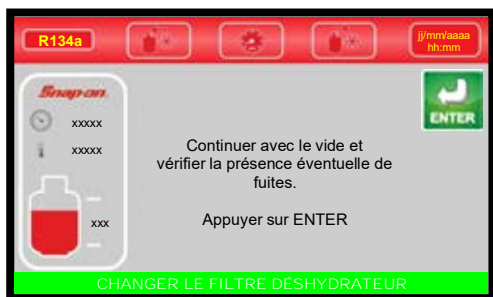 R134a
jj/mm/aaaa
hh:mm
Snap-on
xxxxx
xxxxx
xxx
ENTER
Continuer avec le vide et
vérifier la présence éventuelle de
fuites.
Appuyer sur ENTER
CHANGER LE FILTRE DÉSHYDRATEUR